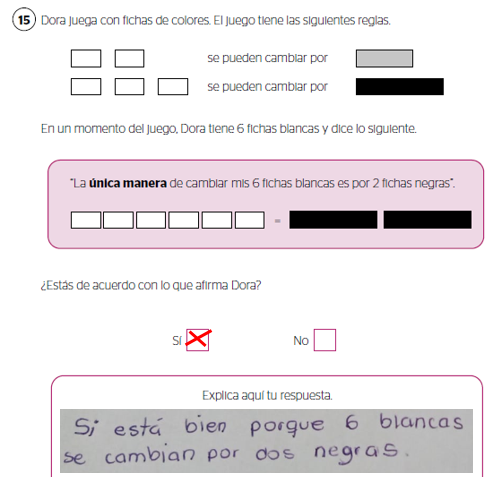 15 Dora juega con fichas de colores. El juego tiene las siguientes reglas.
se pueden cambiar por
se pueden cambiar por
En un momento del juego, Dora tiene 6 fichas blancas y dice lo siguiente.
"La única manera de cambiar mis 6 fichas blancas es por 2 fichas negras".
=
¿Estás de acuerdo con lo que afirma Dora?
Sí No
Explica aquí tu respuesta.
Si está bien porque 6 blancas
se cambian por dos negras.